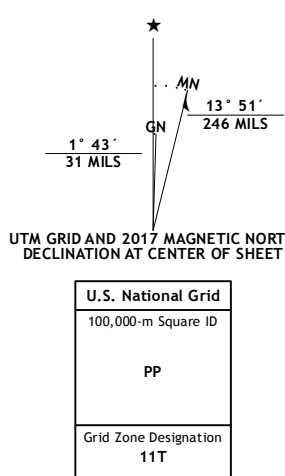 ★
MN
GN
13° 51´
246 MILS
1° 43´
31 MILS
UTM GRID AND 2017 MAGNETIC NORT
DECLINATION AT CENTER OF SHEET
U.S. National Grid
100,000-m Square ID
PP
Grid Zone Designation
11T